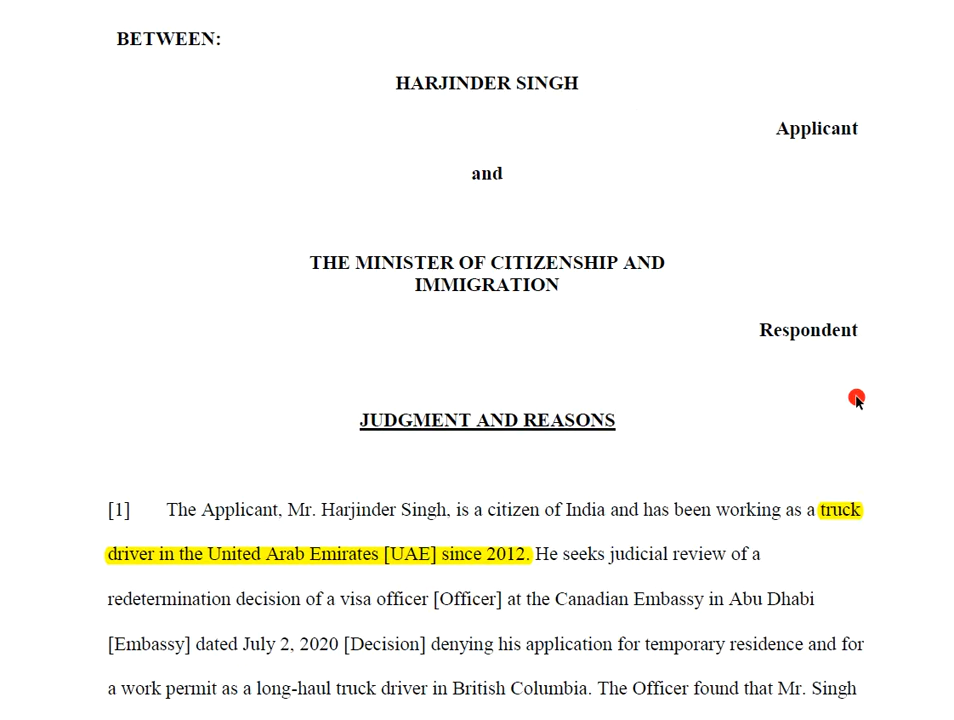 BETWEEN:
HARJINDER SINGH
Applicant
and
THE MINISTER OF CITIZENSHIP AND
IMMIGRATION
Respondent
JUDGMENT AND REASONS
[1] The Applicant, Mr. Harjinder Singh, is a citizen of India and has been working as a truck
driver in the United Arab Emirates [UAE] since 2012. He seeks judicial review of a
redetermination decision of a visa officer [Officer] at the Canadian Embassy in Abu Dhabi
[Embassy] dated July 2, 2020 [Decision] denying his application for temporary residence and for
a work permit as a long-haul truck driver in British Columbia. The Officer found that Mr. Singh